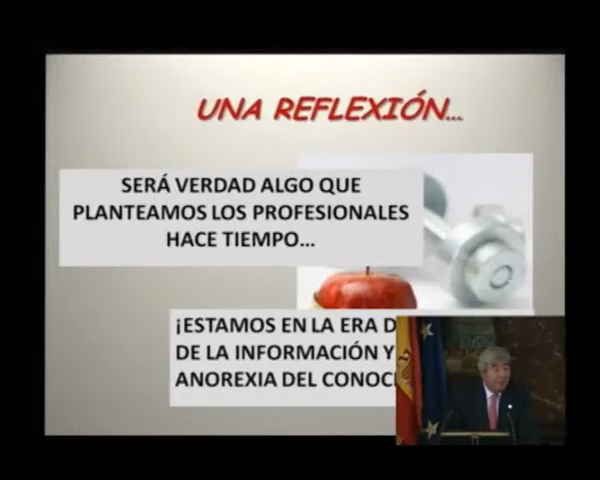 UNA REFLEXIÓN...
SERÁ VERDAD ALGO QUE
PLANTEAMOS LOS PROFESIONALES
HACE TIEMPO...
¡ESTAMOS EN LA ERA D
DE LA INFORMACIÓN Y
ANOREXIA DEL CONOC